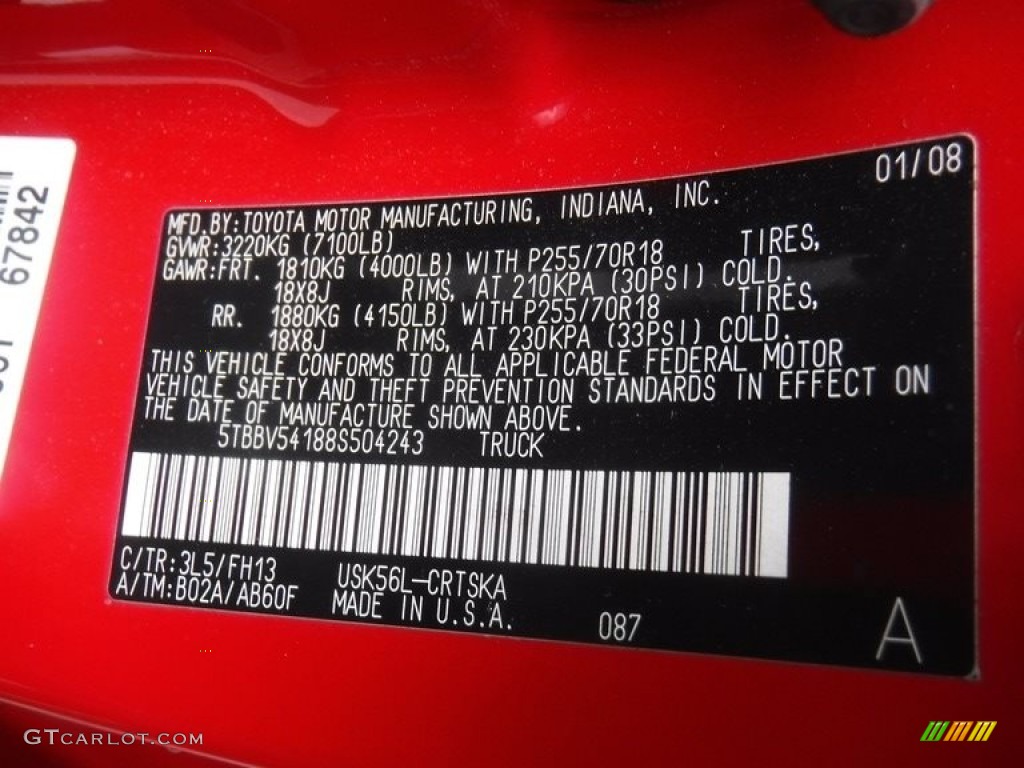 67842
01/08
MFD.BY:TOYOTA MOTOR MANUFACTURING, INDIANA, INC.
GVWR:3220KG (7100LB)
GAWR:FRT. 1810KG (4000LB) WITH P255/70R18 TIRES,
18X8J RIMS, AT 210KPA (30PSI) COLD.
RR. 1880KG (4150LB) WITH P255/70R18 TIRES,
18X8J RIMS, AT 230KPA (33PSI) COLD.
THIS VEHICLE CONFORMS TO ALL APPLICABLE FEDERAL MOTOR
VEHICLE SAFETY AND THEFT PREVENTION STANDARDS IN EFFECT ON
THE DATE OF MANUFACTURE SHOWN ABOVE.
5TBBV54188S504243 TRUCK
C/TR:3L5/FH13 USK56L-CRTSKA
A/TM:B02A/AB60F MADE IN U.S.A.
087
A
GTCARLOT.COM